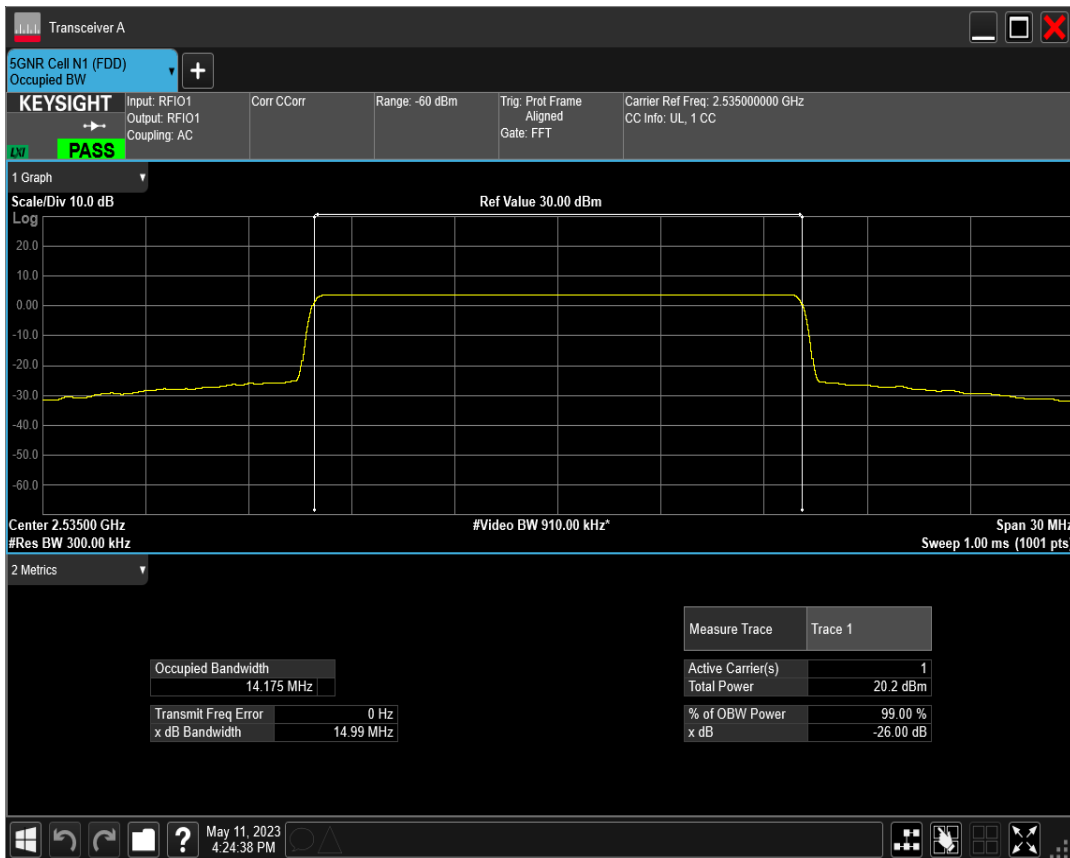 Transceiver A
5GNR Cell N1 (FDD)
Occupied BW
+
KEYSIGHT
LXI
PASS
Input: RFIO1
Output: RFIO1
Coupling: AC
Corr CCorr
Range: -60 dBm
Trig: Prot Frame
Aligned
Gate: FFT
Carrier Ref Freq: 2.535000000 GHz
CC Info: UL, 1 CC
1 Graph
Scale/Div 10.0 dB
Ref Value 30.00 dBm
Log
20.0
10.0
0.00
-10.0
-20.0
-30.0
-40.0
-50.0
-60.0
Center 2.53500 GHz
#Video BW 910.00 kHz*
Span 30 MHz
#Res BW 300.00 kHz
Sweep 1.00 ms (1001 pts)
2 Metrics
Measure Trace Trace 1
Occupied Bandwidth
14.175 MHz
Active Carrier(s) 1
Total Power 20.2 dBm
Transmit Freq Error 0 Hz
x dB Bandwidth 14.99 MHz
% of OBW Power 99.00 %
x dB -26.00 dB
?
May 11, 2023
4:24:38 PM